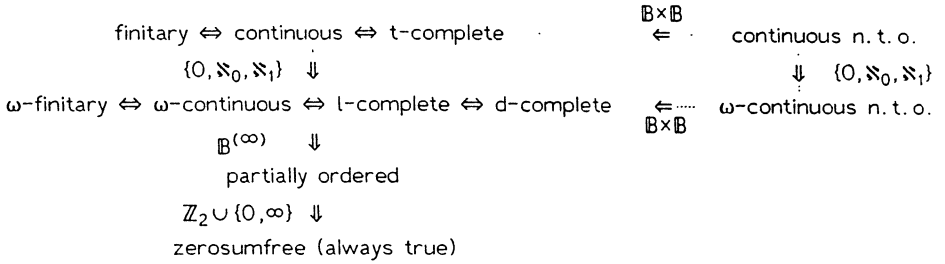 𝔹×𝔹
finitary ⇔ continuous ⇔ t-complete ⇐ continuous n.t.o.
{0,ℵ₀,ℵ₁} ⇓ ⇓ {0,ℵ₀,ℵ₁}
ω-finitary ⇔ ω-continuous ⇔ l-complete ⇔ d-complete ⇐ ω-continuous n.t.o.
𝔹×𝔹
𝔹^(∞) ⇓
partially ordered
ℤ₂∪{0,∞} ⇓
zerosumfree (always true)